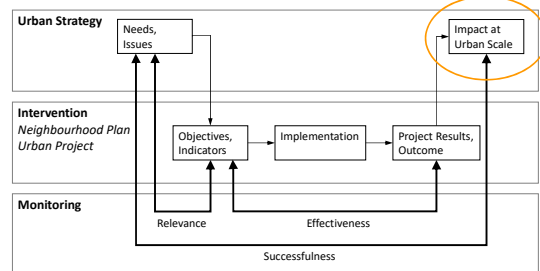 Urban Strategy
Needs,
Issues
Impact at
Urban Scale
Intervention
Neighbourhood Plan
Urban Project
Objectives,
Indicators
Implementation
Project Results,
Outcome
Monitoring
Relevance
Effectiveness
Successfulness